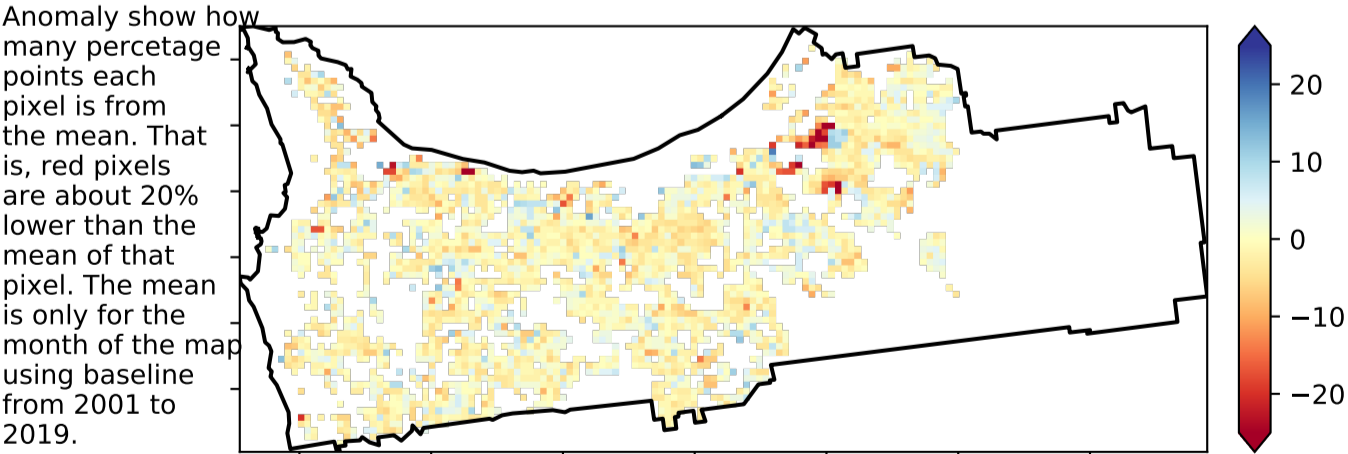 Anomaly show how
many percetage
points each
pixel is from
the mean. That
is, red pixels
are about 20%
lower than the
mean of that
pixel. The mean
is only for the
month of the map
using baseline
from 2001 to
2019.
20
10
0
−10
−20